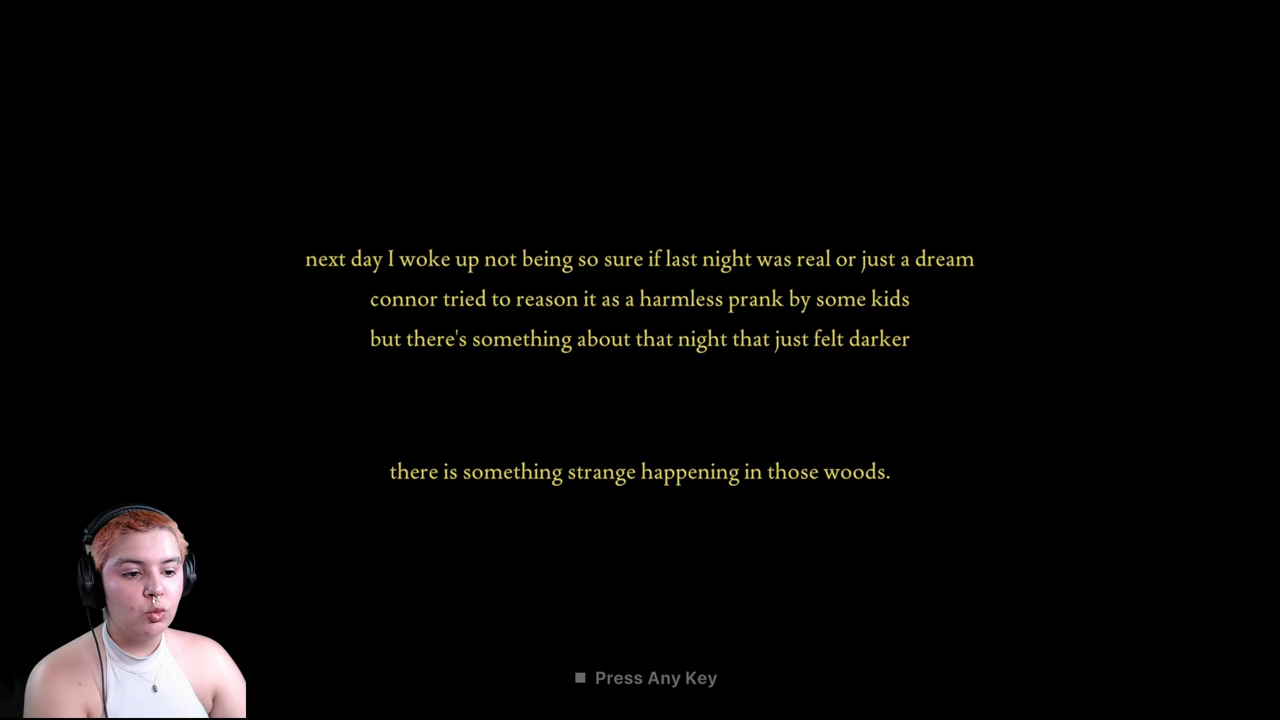 next day I woke up not being so sure if last night was real or just a dream
connor tried to reason it as a harmless prank by some kids
but there's something about that night that just felt darker
there is something strange happening in those woods.
Press Any Key